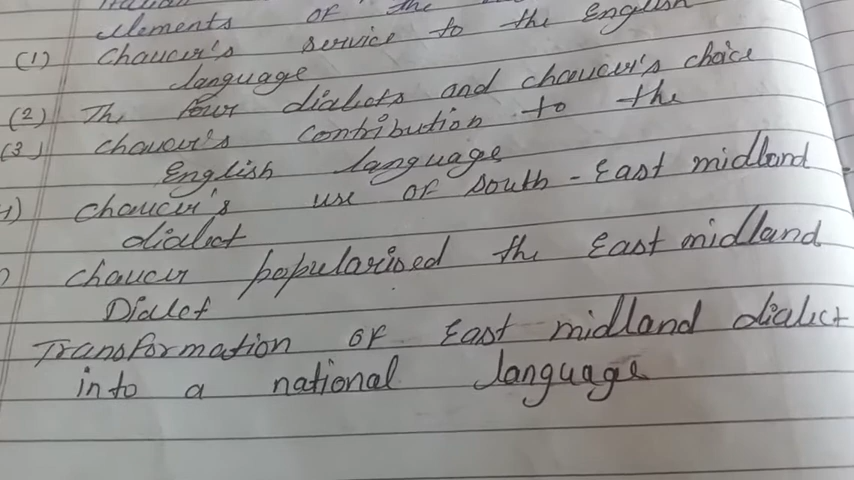 elements of the
(1) Chaucer's service to the English
language
(2) The four dialects and chaucer's choice
(3) chaucer's contribution to the
English language
chaucer's use of south-East midland
dialect
chaucer popularised the East midland
Dialct
Transformation of East midland dialect
into a national language